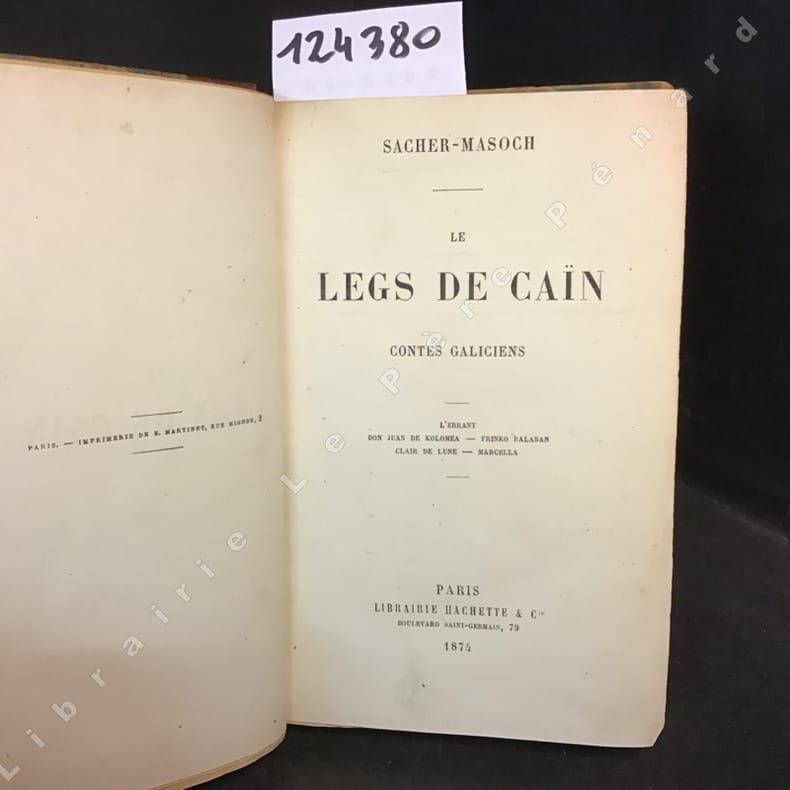 124380
PARIS. — IMPRIMERIE DE E. MARTINET, RUE MIGNON, 2
SACHER-MASOCH
LE
LEGS DE CAÏN
CONTES GALICIENS
L'ERRANT
DON JUAN DE KOLOMEA — FRINKO BALABAN
CLAIR DE LUNE — MARCELLA
PARIS
LIBRAIRIE HACHETTE & Cie
BOULEVARD SAINT-GERMAIN, 79
1874
Librairie Le Père Pénard